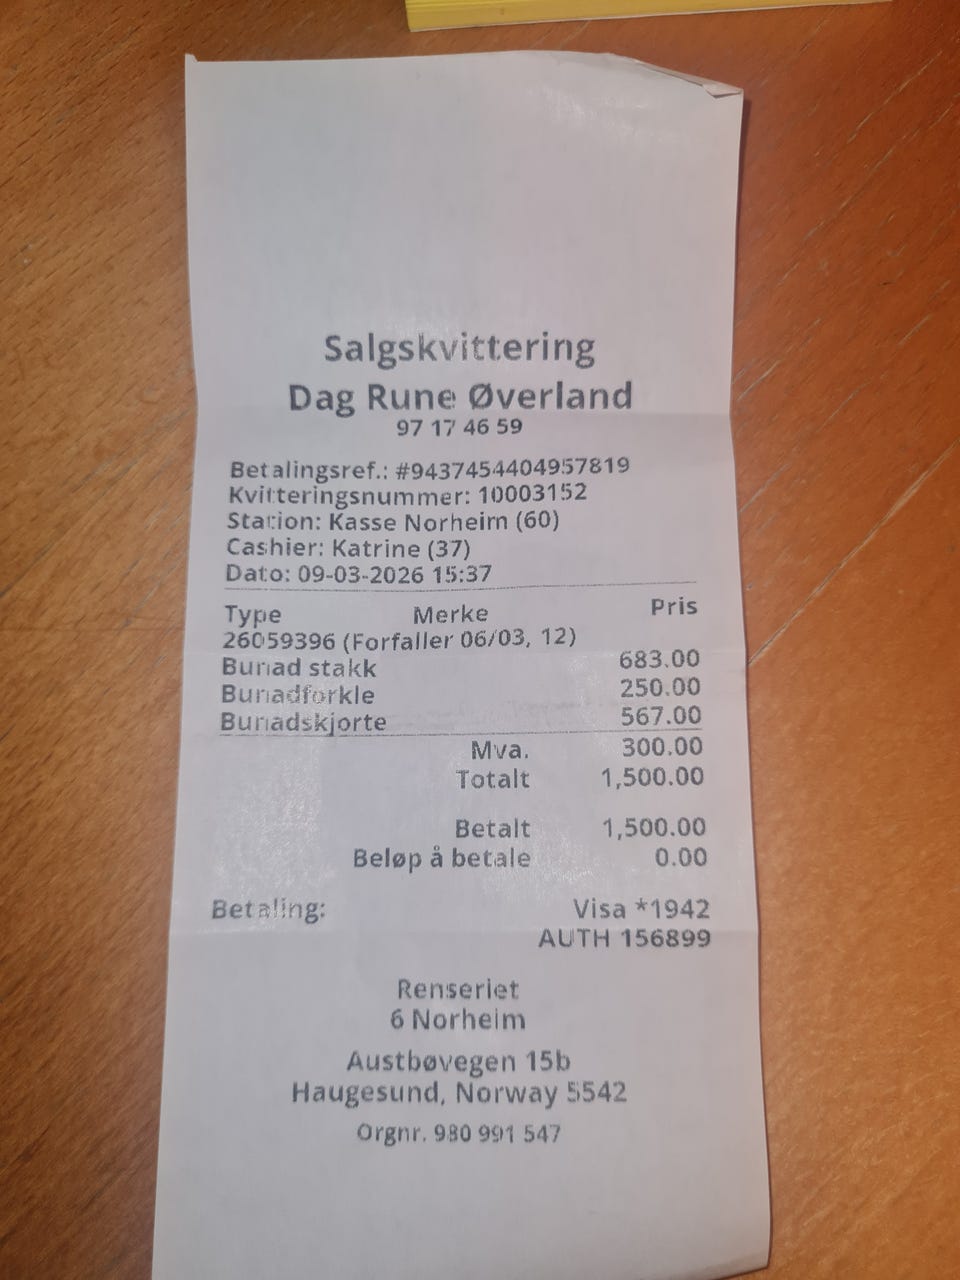 Salgskvittering
Dag Rune Øverland
97 17 46 59
Betalingsref.: #9437454404957819
Kvitteringsnummer: 10003152
Station: Kasse Norheim (60)
Cashier: Katrine (37)
Dato: 09-03-2026 15:37
Type Merke Pris
26059396 (Forfaller 06/03, 12)
Bunad stakk 683.00
Bunadforkle 250.00
Bunadskjorte 567.00
Mva. 300.00
Totalt 1,500.00
Betalt 1,500.00
Beløp å betale 0.00
Betaling: Visa *1942
AUTH 156899
Renseriet
6 Norheim
Austbøvegen 15b
Haugesund, Norway 5542
Orgnr. 980 991 547